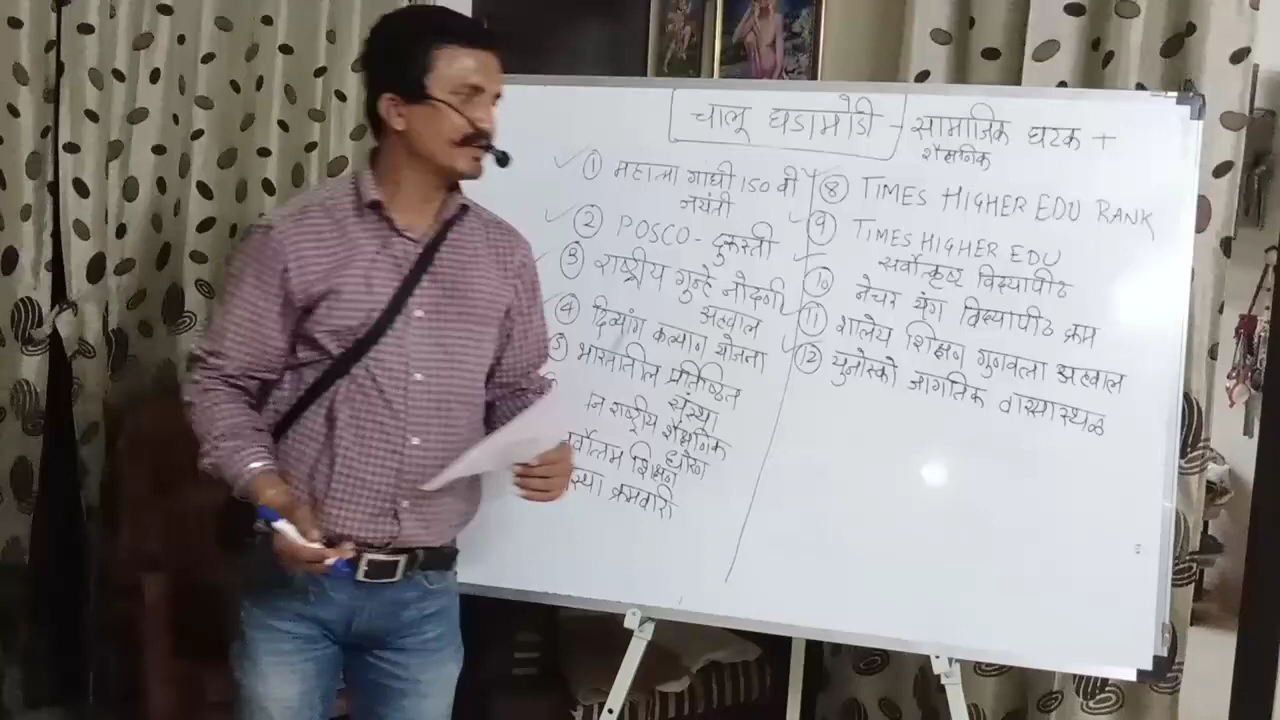 चालू घडामोडी - सामाजिक घटक +
शैक्षणिक
① महात्मा गांधी 150 वी
जयंती
② POSCO - दुरुस्ती
③ राष्ट्रीय गुन्हे नोंदणी
अहवाल
④ दिव्यांग कल्याण योजना
⑤ भारतातील प्रतिष्ठित
संस्था
राष्ट्रीय शैक्षणिक
धोरण
शिक्षण
क्रमवारी
⑧ TIMES HIGHER EDU RANK
⑨ TIMES HIGHER EDU
सर्वोत्कृष्ट विद्यापीठ
⑩ नेचर यंग विद्यापीठ क्रम
⑪ शालेय शिक्षण गुणवत्ता अहवाल
⑫ युनोस्को जागतिक वारसास्थळ